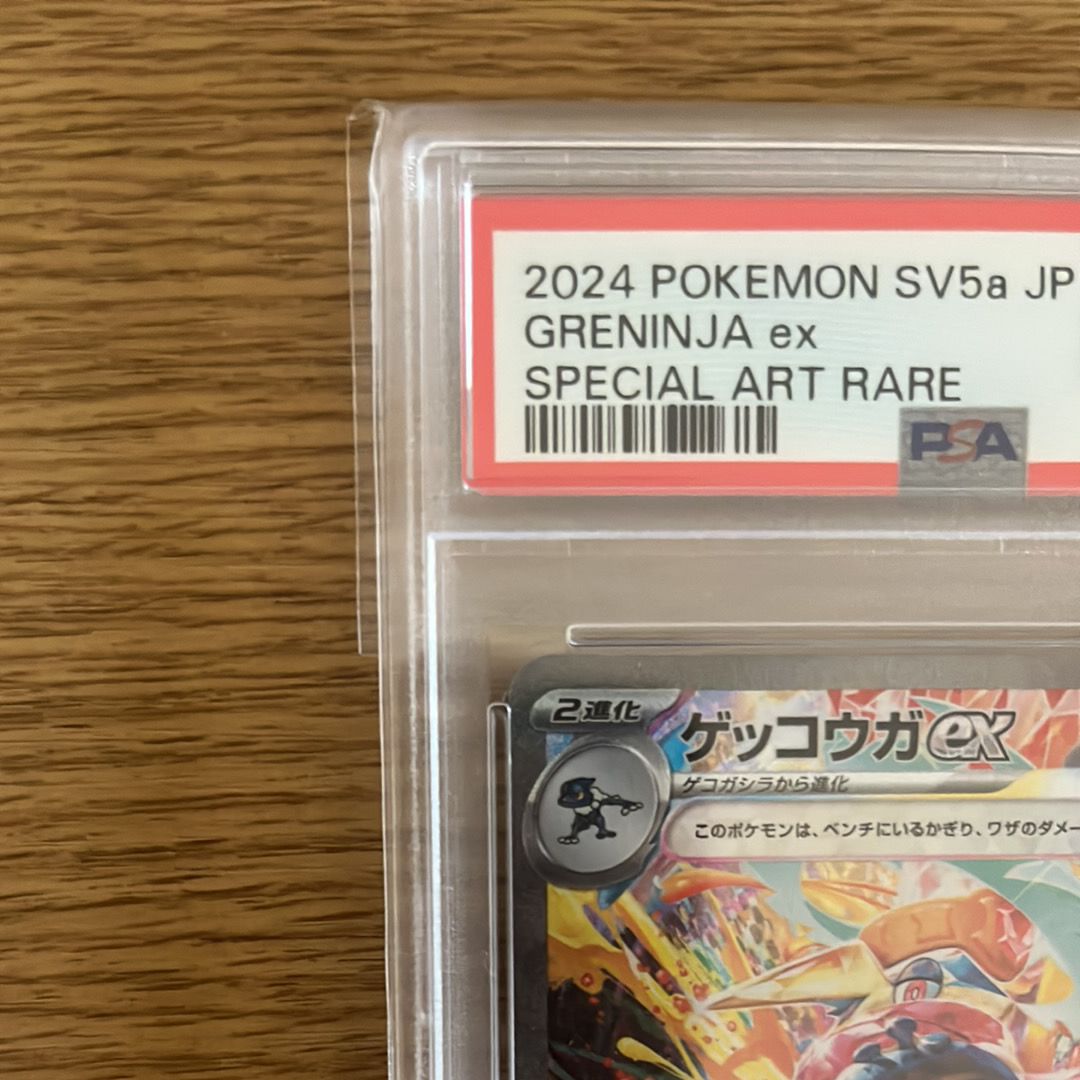 2024 POKEMON SV5a JP
GRENINJA ex
SPECIAL ART RARE
PSA
2進化
ゲッコウガex
ゲコガシラから進化
このポケモンは、ベンチにいるかぎり、ワザのダメー